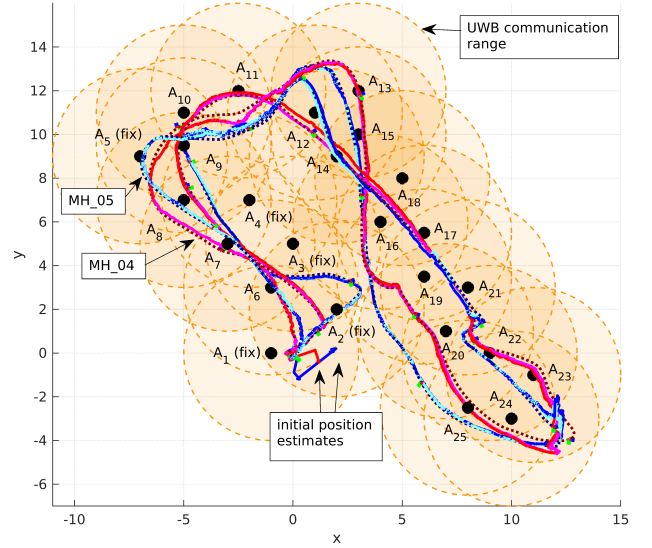 UWB communication
range
14
12
10
8
6
4
2
0
-2
-4
-6
y
A11
A10
A13
A5 (fix)
A12
A15
A9
A14
MH_05
A18
A4 (fix)
A8
A16
A17
MH_04
A7
A3 (fix)
A6
A19
A21
A2 (fix)
A22
A1 (fix)
A20
A23
A24
A25
initial position
estimates
-10
-5
0
5
10
15
x